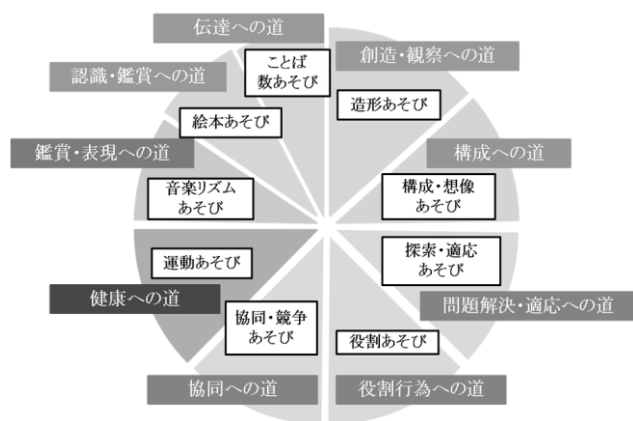 伝達への道
ことば
数あそび
創造・観察への道
造形あそび
認識・鑑賞への道
絵本あそび
鑑賞・表現への道
音楽リズム
あそび
構成への道
構成・想像
あそび
運動あそび
健康への道
探索・適応
あそび
問題解決・適応への道
協同・競争
あそび
協同への道
役割あそび
役割行為への道